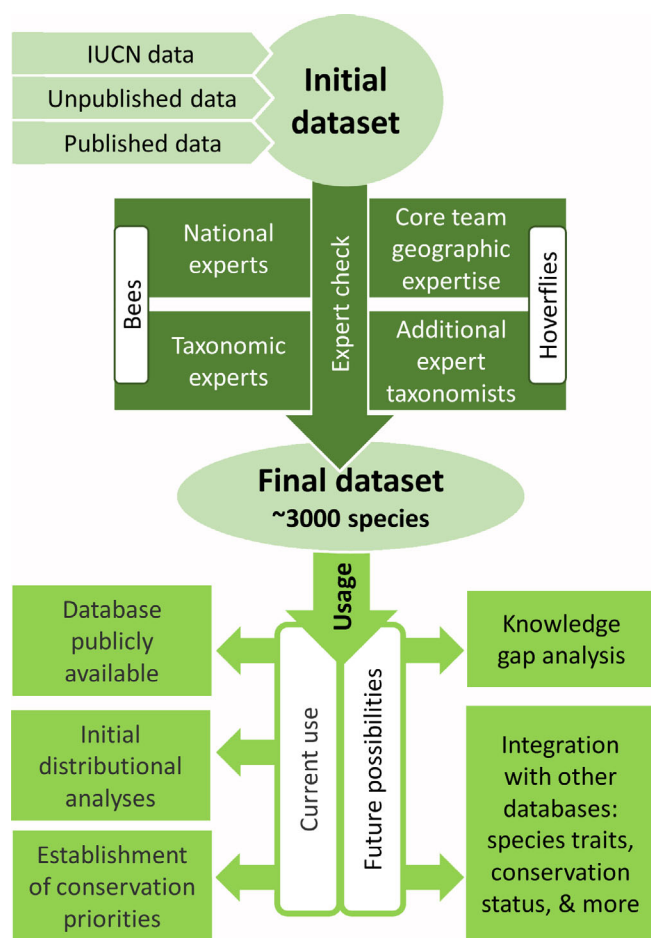 IUCN data
Unpublished data
Published data
Initial
dataset
Bees
National
experts
Taxonomic
experts
Expert check
Core team
geographic
expertise
Additional
expert
taxonomists
Hoverflies
Final dataset
~3000 species
Usage
Database
publicly
available
Initial
distributional
analyses
Establishment
of conservation
priorities
Current use
Future possibilities
Knowledge
gap analysis
Integration
with other
databases:
species traits,
conservation
status, & more